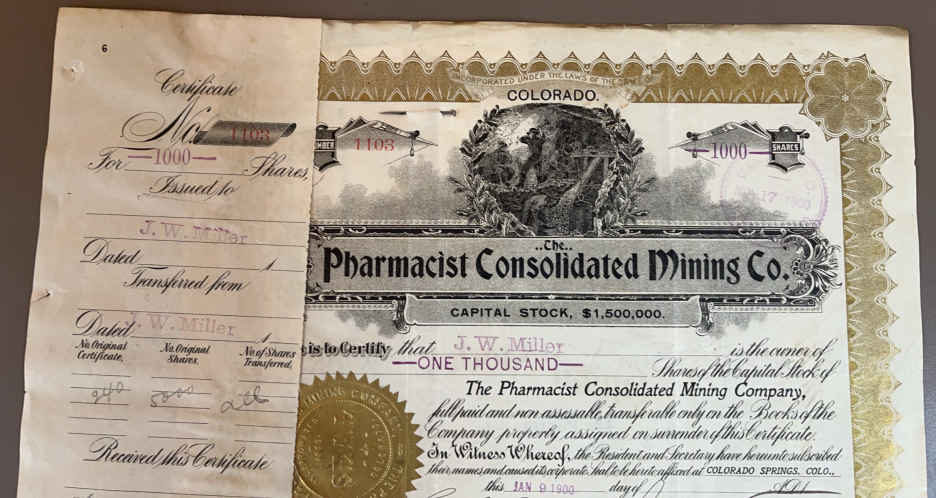 6
Certificate
No. 1103
For 1000 Shares,
Issued to
J. W. Miller
Dated
Transferred from
J. W. Miller
Dated
No. Original Certificate,
No. Original Shares,
No. of Shares Transferred,
940 5000 all
Received this Certificate
INCORPORATED UNDER THE LAWS OF THE STATE
COLORADO.
1103
1000 SHARES
17 1900
..The..
Pharmacist Consolidated Mining Co.
CAPITAL STOCK, $1,500,000.
is to Certify that J. W. Miller is the owner of
ONE THOUSAND Shares of the Capital Stock of
The Pharmacist Consolidated Mining Company,
full paid and non assessable, transferable only on the Books of the
Company properly assigned on surrender of this Certificate.
In Witness Whereof, the President and Secretary have hereunto subscribed
their names and caused its corporate Seal to be hereto affixed at COLORADO SPRINGS, COLO.,
this JAN 9 1900 day of A.D.1